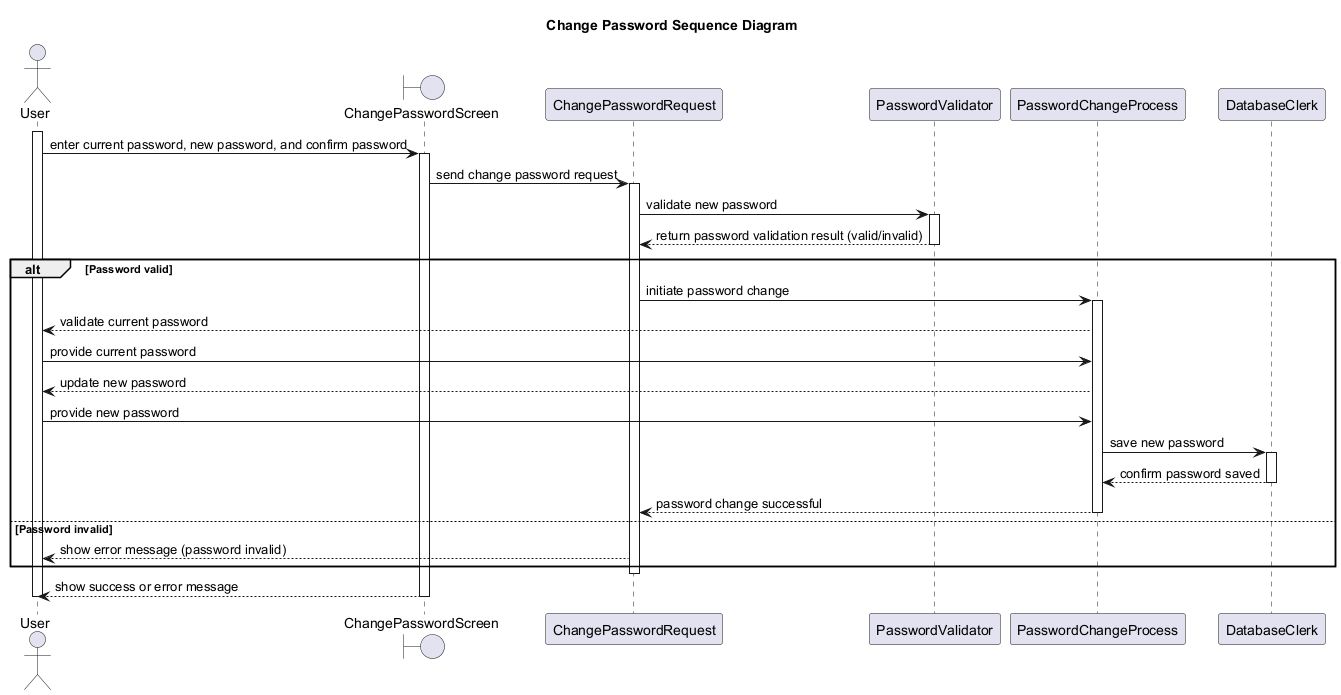 Change Password Sequence Diagram
User
ChangePasswordScreen
ChangePasswordRequest
PasswordValidator
PasswordChangeProcess
DatabaseClerk
enter current password, new password, and confirm password
send change password request
validate new password
return password validation result (valid/invalid)
alt
[Password valid]
initiate password change
validate current password
provide current password
update new password
provide new password
save new password
confirm password saved
password change successful
[Password invalid]
show error message (password invalid)
show success or error message
User
ChangePasswordScreen
ChangePasswordRequest
PasswordValidator
PasswordChangeProcess
DatabaseClerk